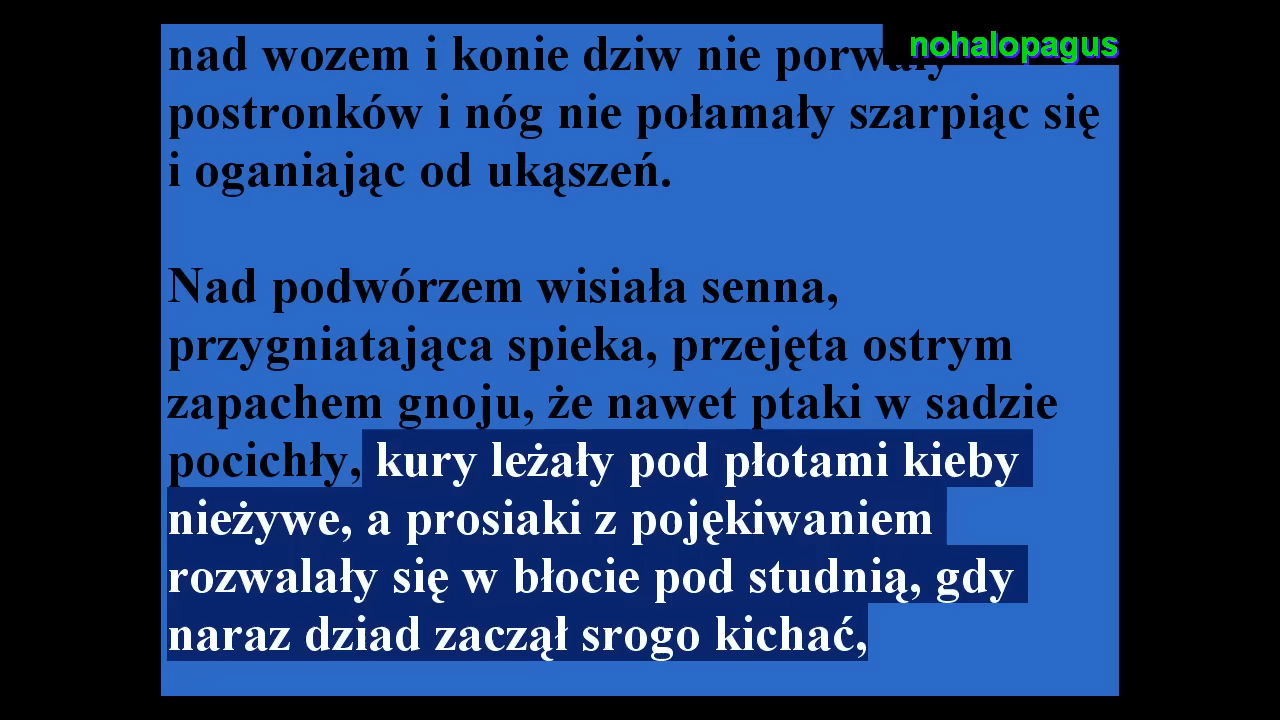 nohalopagus
nad wozem i konie dziw nie porwały
postronków i nóg nie połamały szarpiąc się
i oganiając od ukąszeń.
Nad podwórzem wisiała senna,
przygniatająca spieka, przejęta ostrym
zapachem gnoju, że nawet ptaki w sadzie
pocichły, kury leżały pod płotami kieby
nieżywe, a prosiaki z pojękiwaniem
rozwalały się w błocie pod studnią, gdy
naraz dziad zaczął srogo kichać,